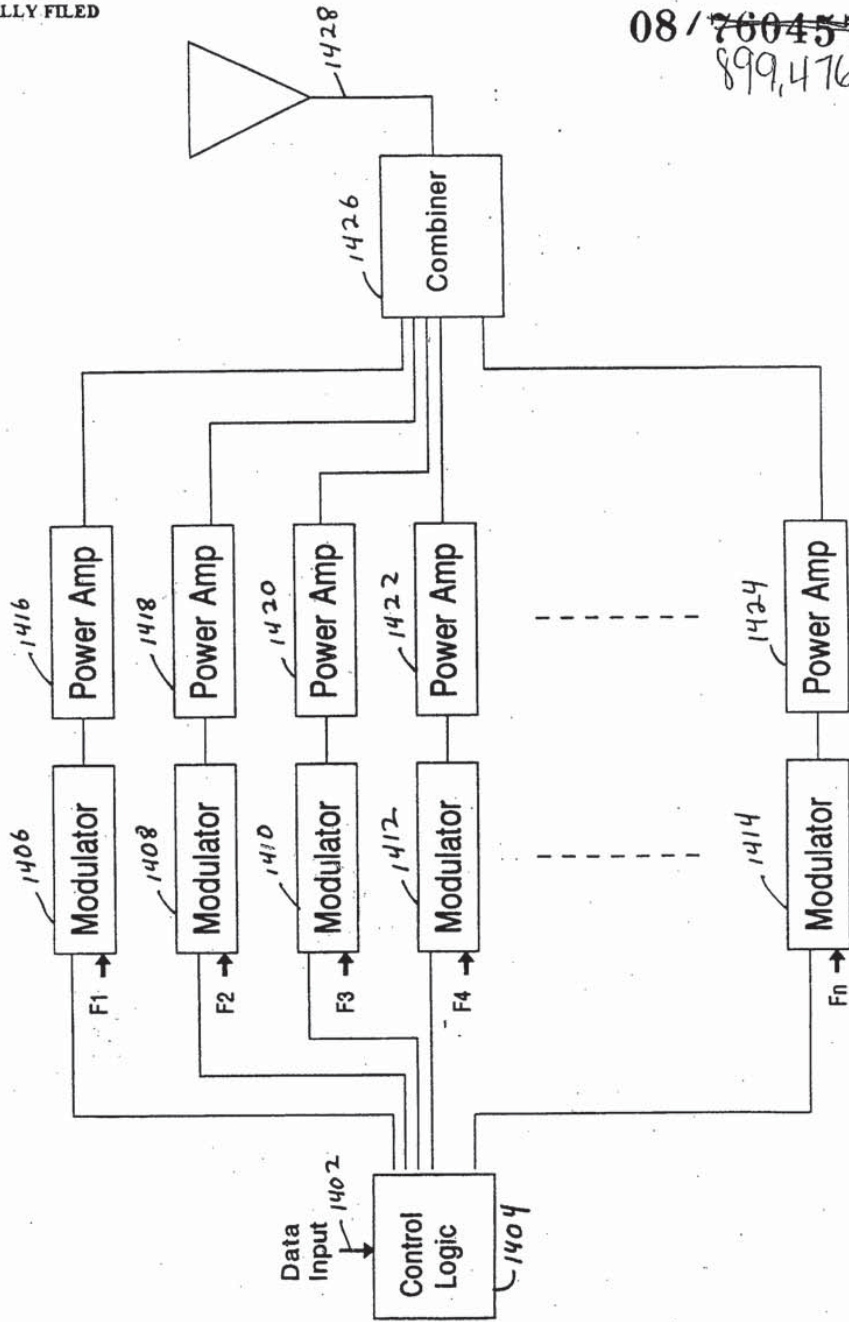 LLY FILED
08/760457
899,476
1428
1426
Combiner
1416
Power Amp
1418
Power Amp
1420
Power Amp
1422
Power Amp
1424
Power Amp
1406
Modulator
F1
1408
Modulator
F2
1410
Modulator
F3
1412
Modulator
F4
1414
Modulator
Fn
Data
Input
1402
Control
Logic
1404